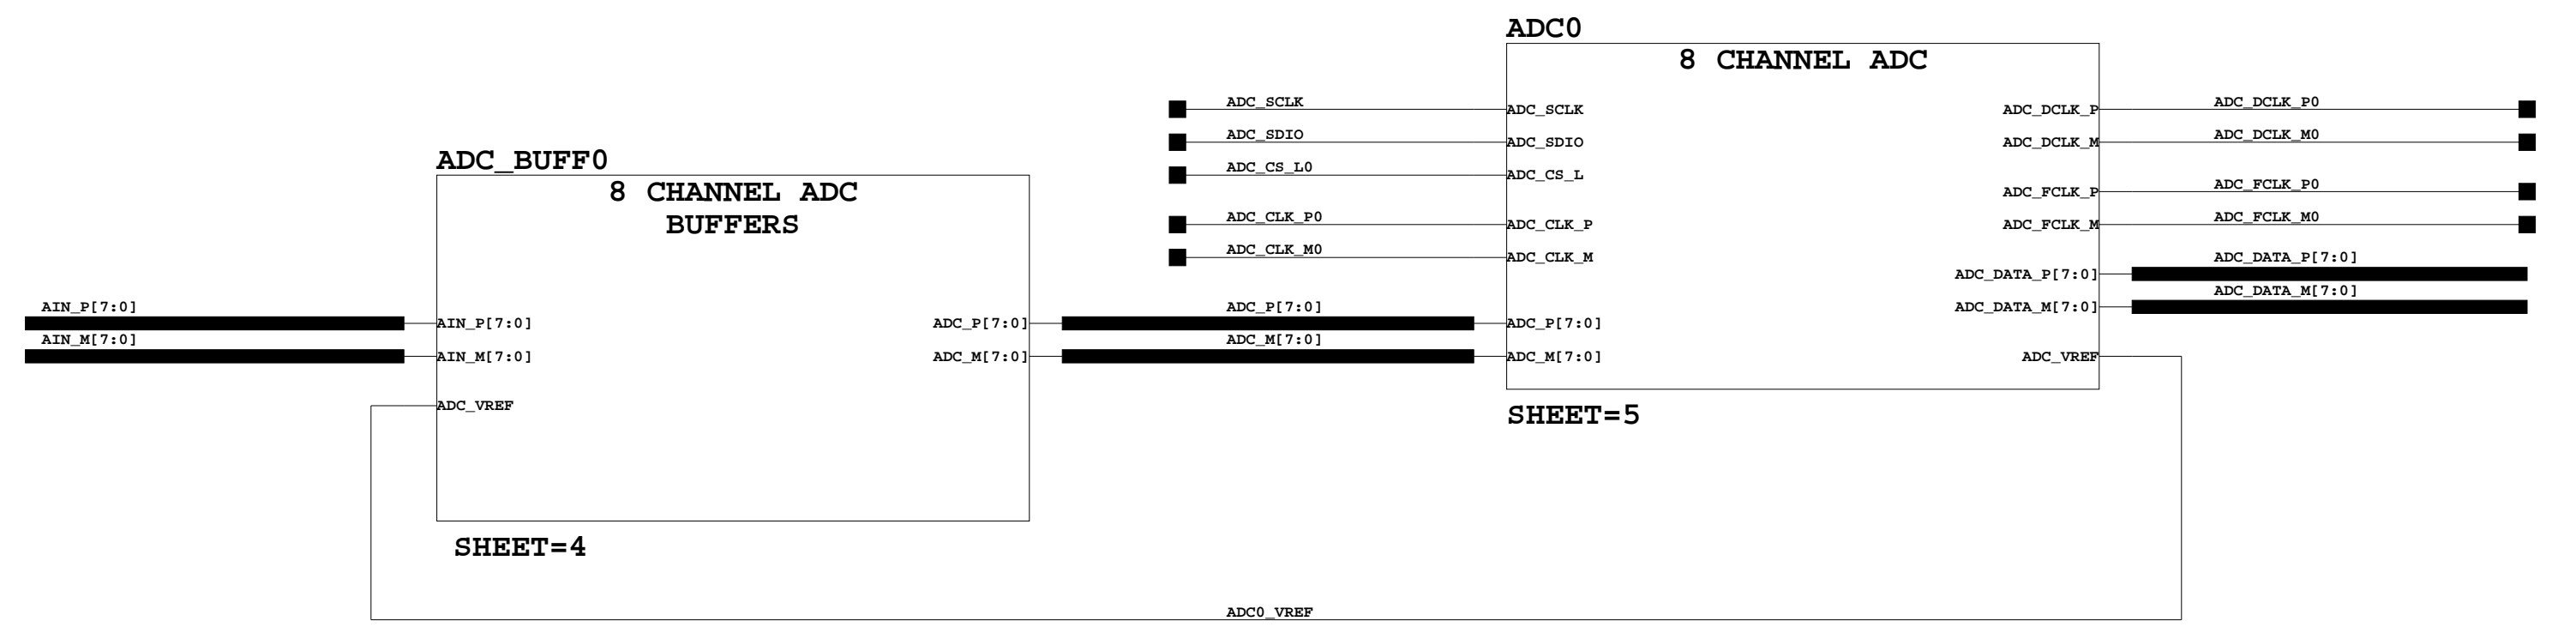 ADC0
8 CHANNEL ADC
ADC_SCLK
ADC_SCLK
ADC_DCLK_P
ADC_DCLK_P0
ADC_SDIO
ADC_SDIO
ADC_DCLK_M
ADC_DCLK_M0
ADC_CS_L0
ADC_CS_L
ADC_FCLK_P
ADC_FCLK_P0
ADC_CLK_P0
ADC_CLK_P
ADC_FCLK_M
ADC_FCLK_M0
ADC_CLK_M0
ADC_CLK_M
ADC_DATA_P[7:0]
ADC_DATA_P[7:0]
ADC_DATA_M[7:0]
ADC_DATA_M[7:0]
ADC_BUFF0
8 CHANNEL ADC
BUFFERS
AIN_P[7:0]
AIN_P[7:0]
ADC_P[7:0]
ADC_P[7:0]
ADC_P[7:0]
AIN_M[7:0]
AIN_M[7:0]
ADC_M[7:0]
ADC_M[7:0]
ADC_M[7:0]
ADC_VREF
ADC_VREF
SHEET=5
SHEET=4
ADC0_VREF